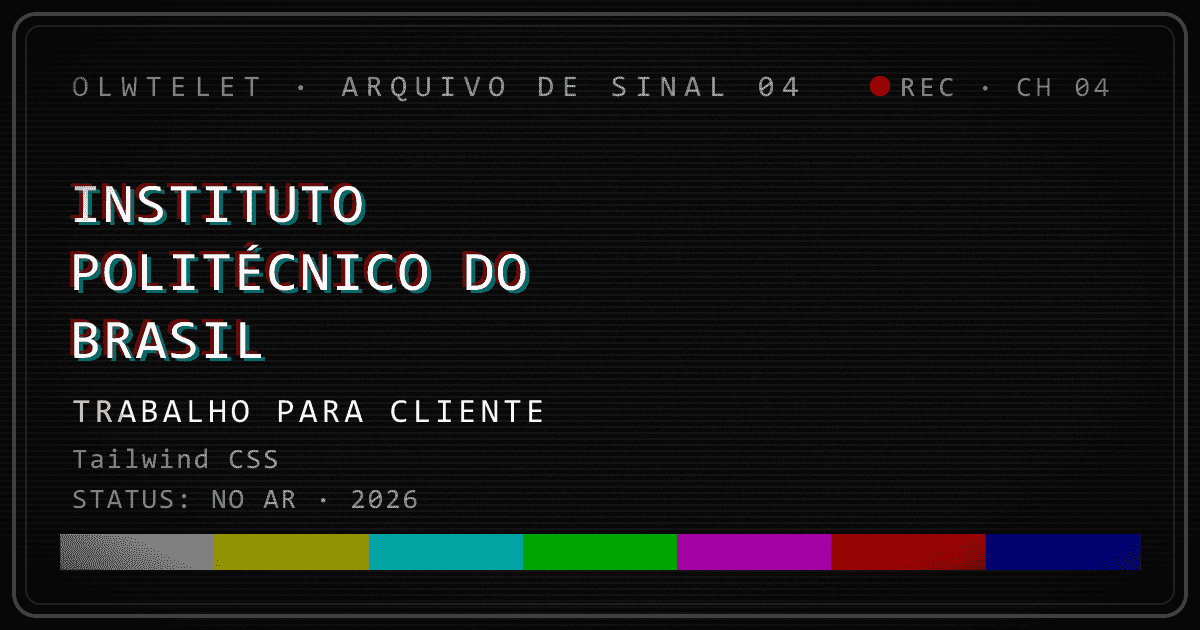 OLWTELET · ARQUIVO DE SINAL 04
REC · CH 04
INSTITUTO
POLITÉCNICO DO
BRASIL
TRABALHO PARA CLIENTE
Tailwind CSS
STATUS: NO AR · 2026